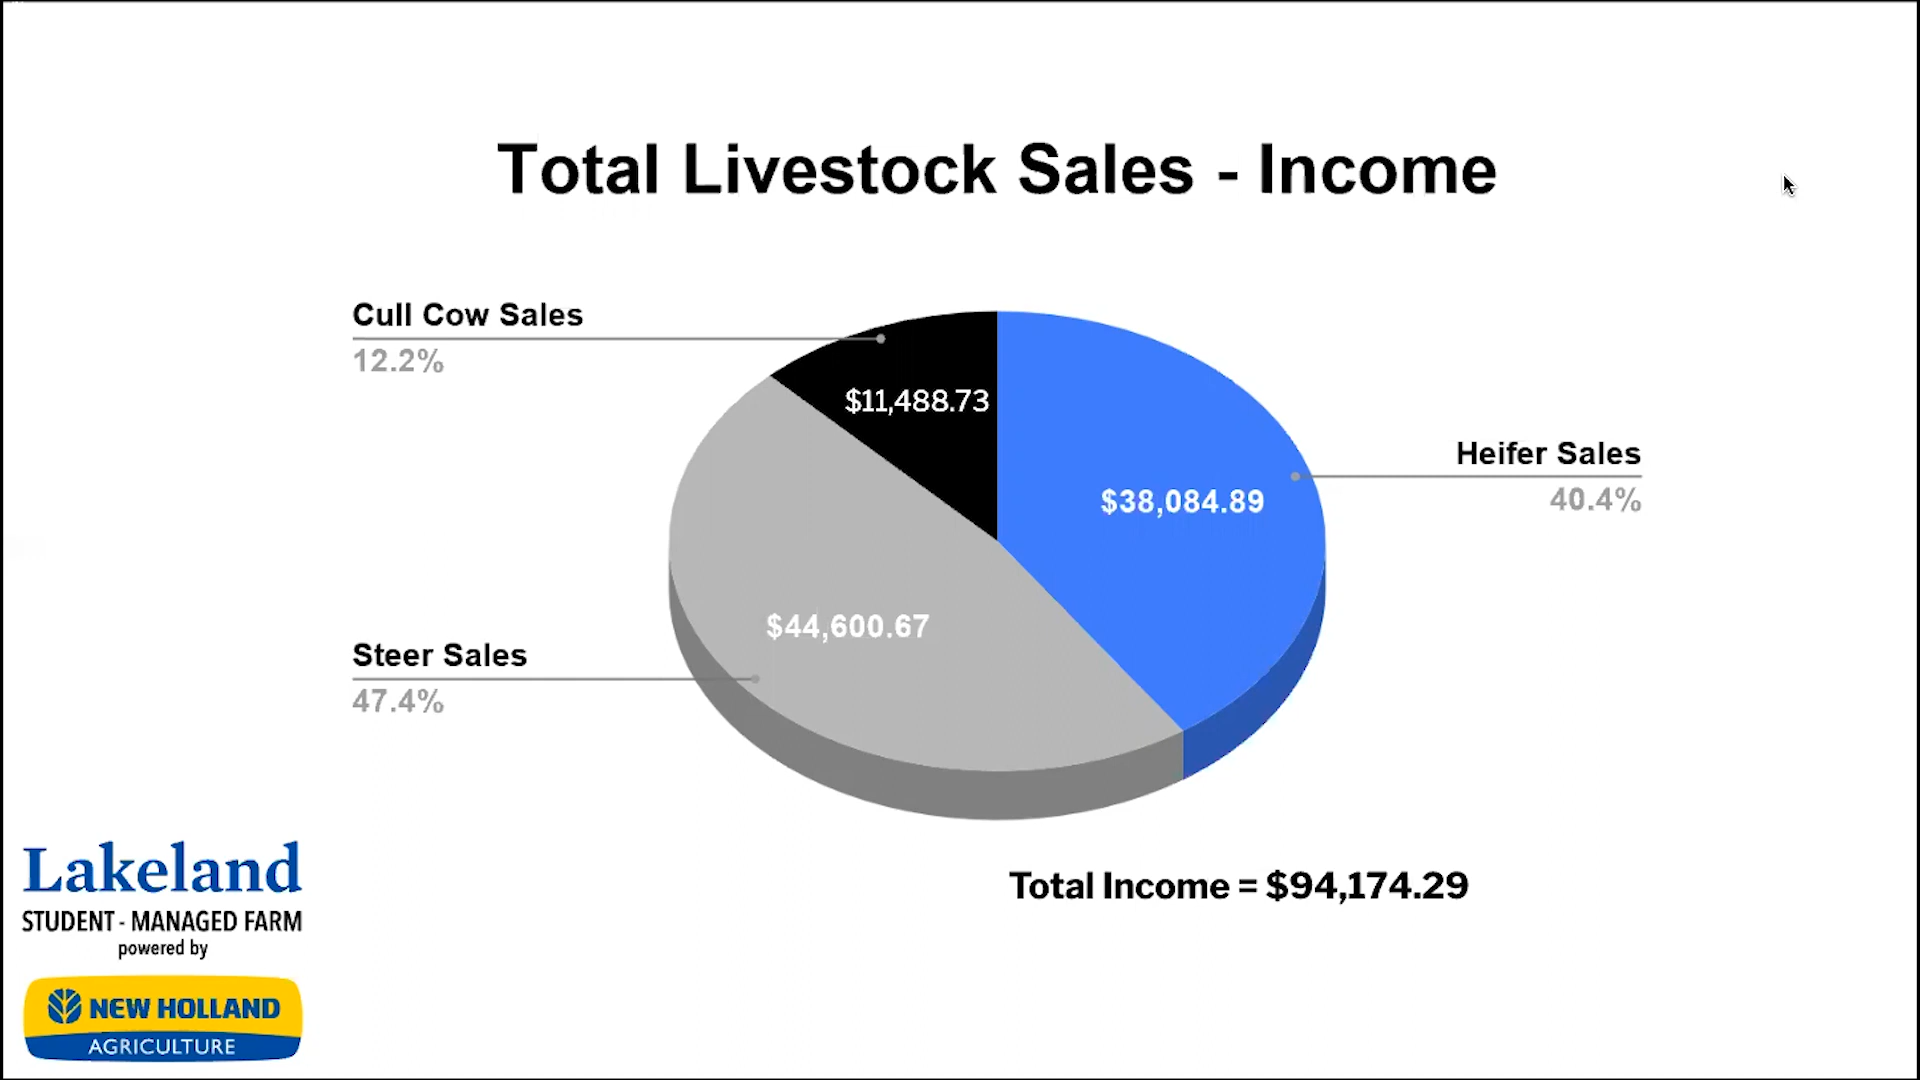 Total Livestock Sales - Income
Cull Cow Sales
12.2%
$11,488.73
Heifer Sales
40.4%
$38,084.89
$44,600.67
Steer Sales
47.4%
Total Income = $94,174.29
Lakeland
STUDENT - MANAGED FARM
powered by
NEW HOLLAND
AGRICULTURE